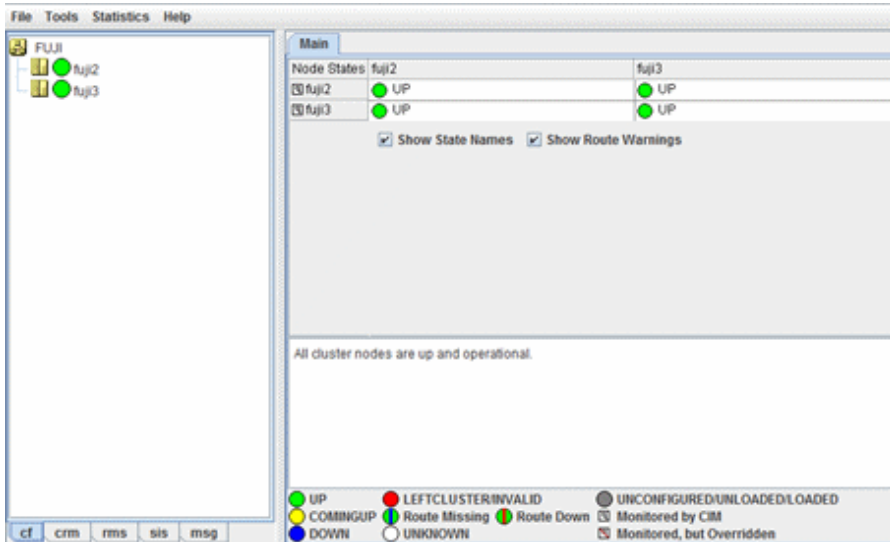 File Tools Statistics Help
FUJI
fuji2
fuji3
cf crm rms sis msg
Main
Node States fuji2 fuji3
fuji2 UP UP
fuji3 UP UP
Show State Names Show Route Warnings
All cluster nodes are up and operational.
UP LEFTCLUSTER/INVALID UNCONFIGURED/UNLOADED/LOADED
COMINGUP Route Missing Route Down Monitored by CIM
DOWN UNKNOWN Monitored, but Overridden